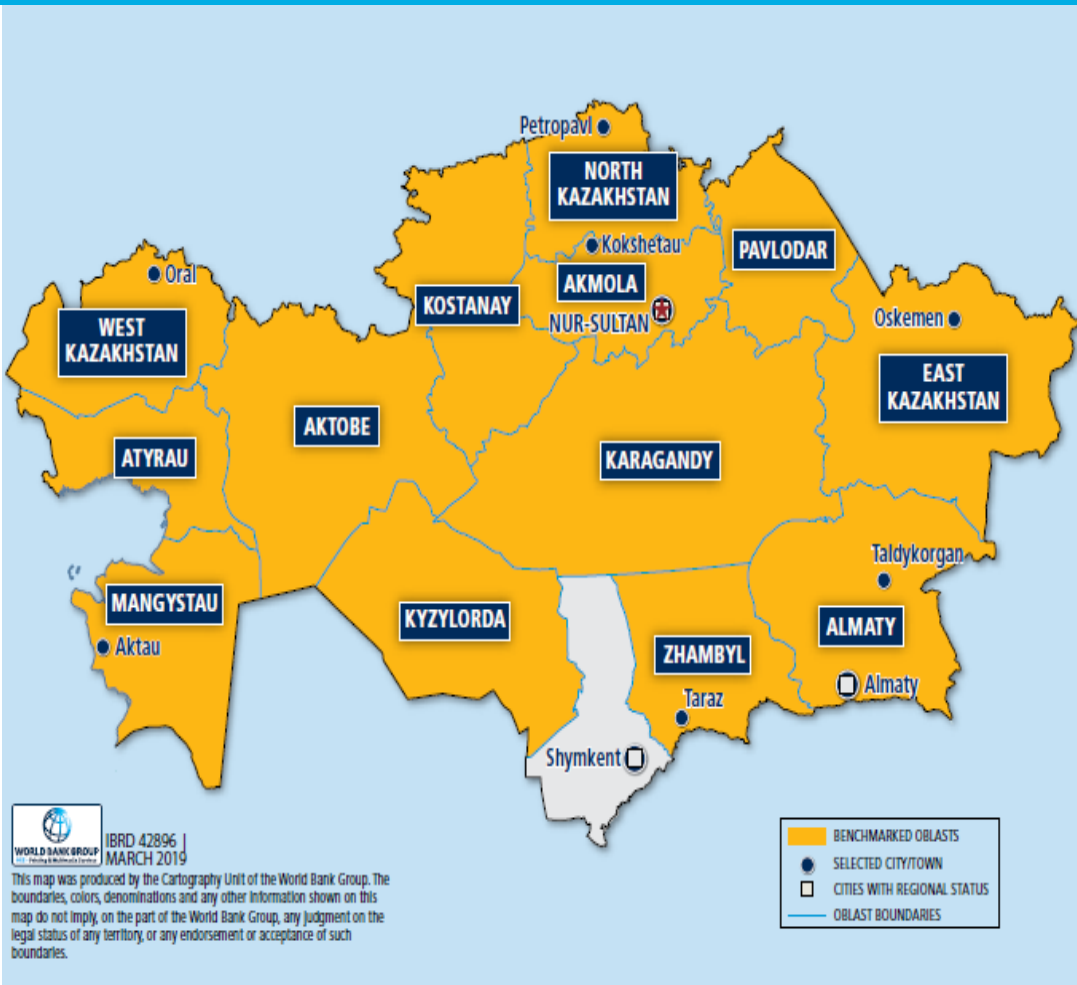 Petropavl
NORTH
KAZAKHSTAN
Kokshetau
PAVLODAR
AKMOLA
Oral
KOSTANAY
NUR-SULTAN
Oskemen
WEST
KAZAKHSTAN
EAST
KAZAKHSTAN
AKTOBE
ATYRAU
KARAGANDY
Taldykorgan
MANGYSTAU
KYZYLORDA
ALMATY
Aktau
ZHAMBYL
Almaty
Taraz
Shymkent
WORLD BANK GROUP
IBRD 42896 |
MARCH 2019
This map was produced by the Cartography Unit of the World Bank Group. The
boundaries, colors, denominations and any other information shown on this
map do not imply, on the part of the World Bank Group, any judgment on the
legal status of any territory, or any endorsement or acceptance of such
boundaries.
BENCHMARKED OBLASTS
SELECTED CITY/TOWN
CITIES WITH REGIONAL STATUS
OBLAST BOUNDARIES